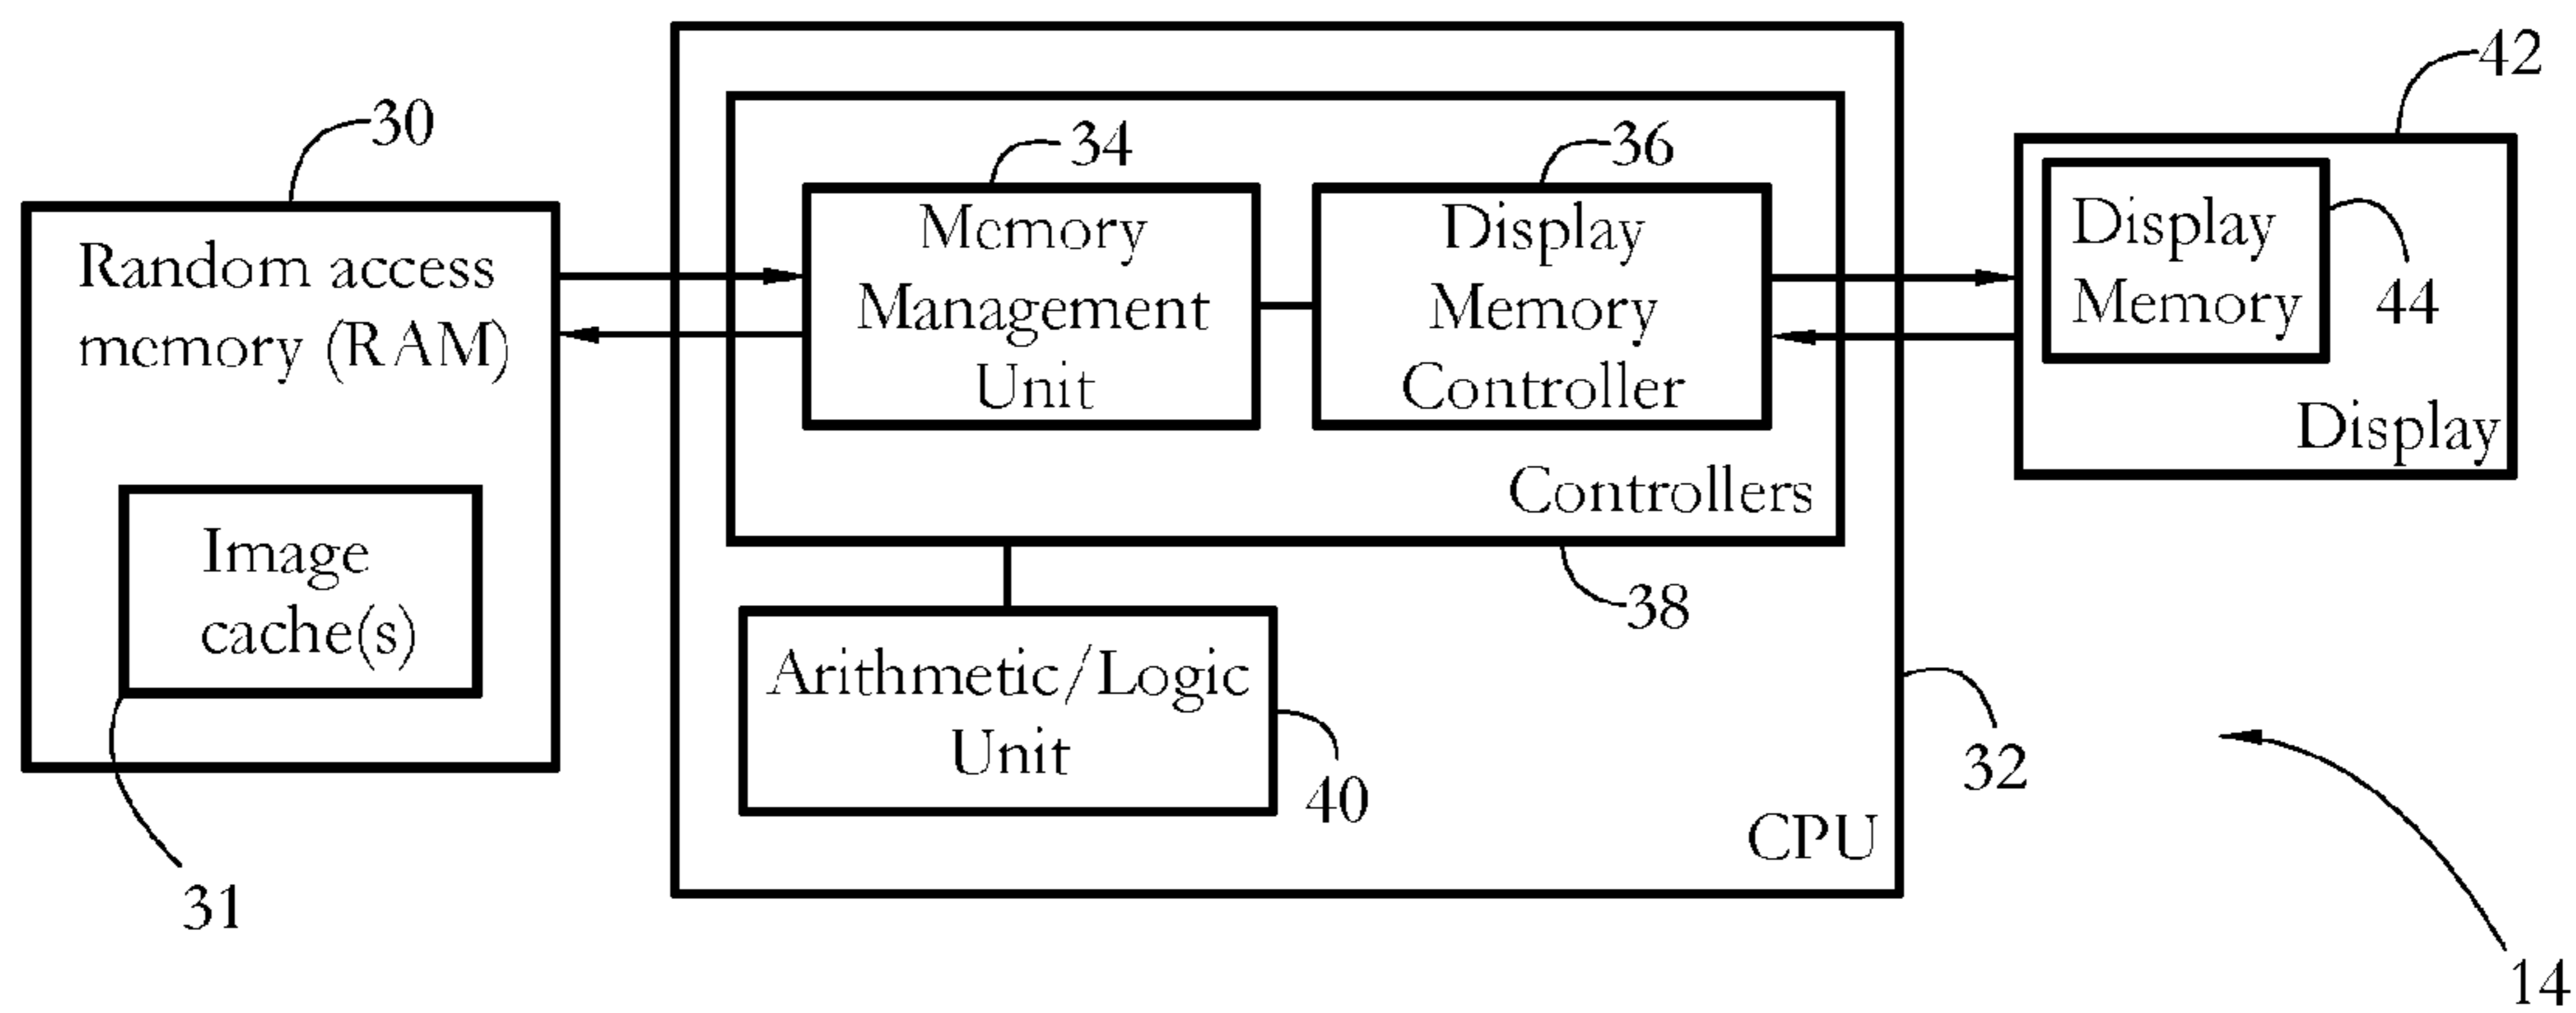 30
Random access
memory (RAM)
Image
cache(s)
31
34
Memory
Management
Unit
36
Display
Memory
Controller
Controllers
38
Arithmetic/Logic
Unit
40
CPU
32
42
Display
Memory
44
Display
14